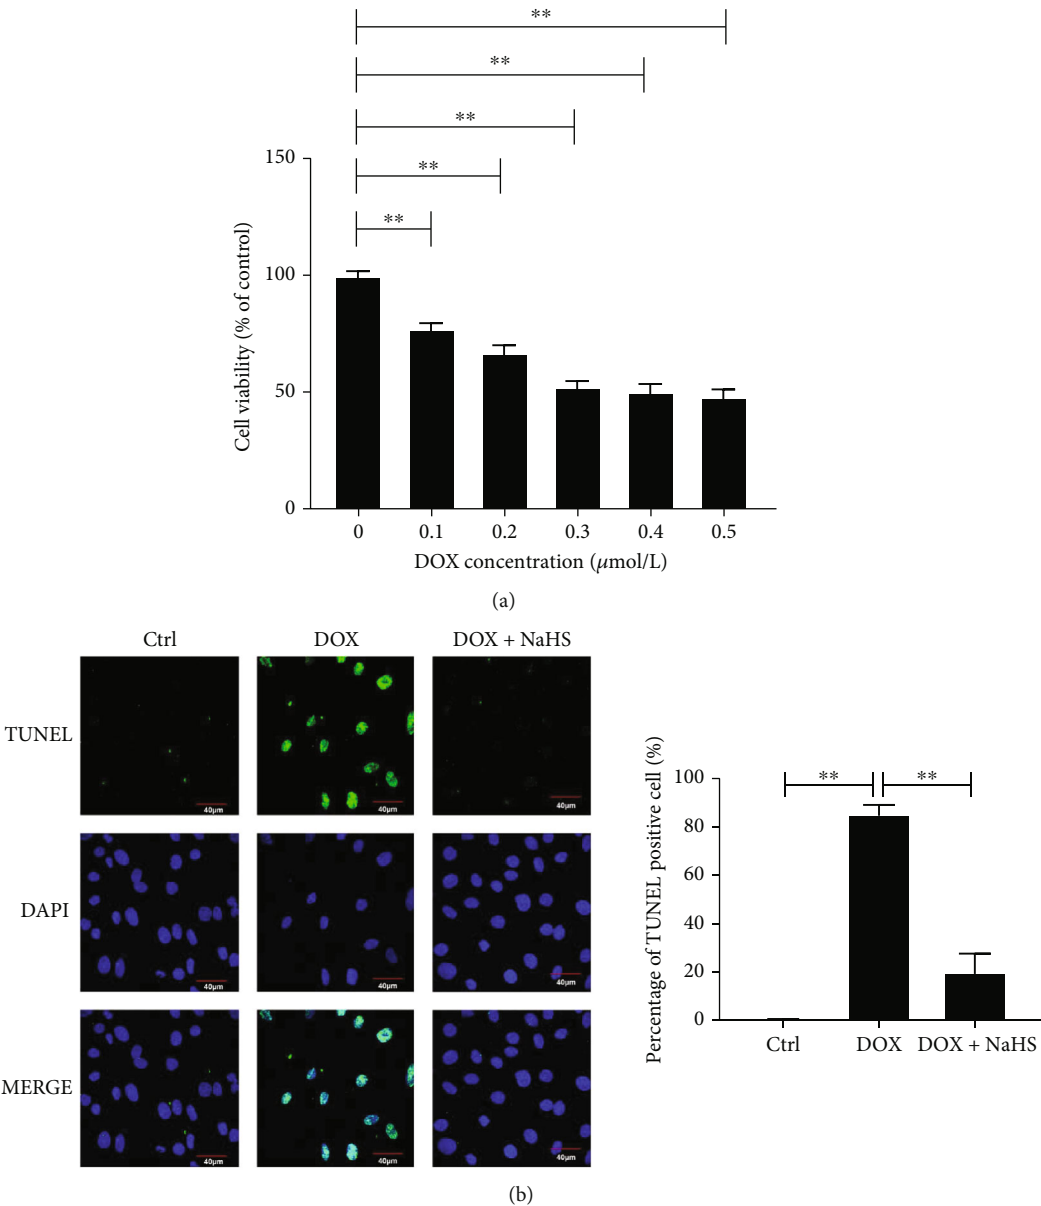 **
**
**
**
**
150
100
50
0
Cell viability (% of control)
0 0.1 0.2 0.3 0.4 0.5
DOX concentration (μmol/L)
(a)
Ctrl DOX DOX + NaHS
TUNEL
40μm 40μm 40μm
DAPI
40μm 40μm 40μm
MERGE
40μm 40μm 40μm
Percentage of TUNEL positive cell (%)
100
80
60
40
20
0
** **
Ctrl DOX DOX + NaHS
(b)